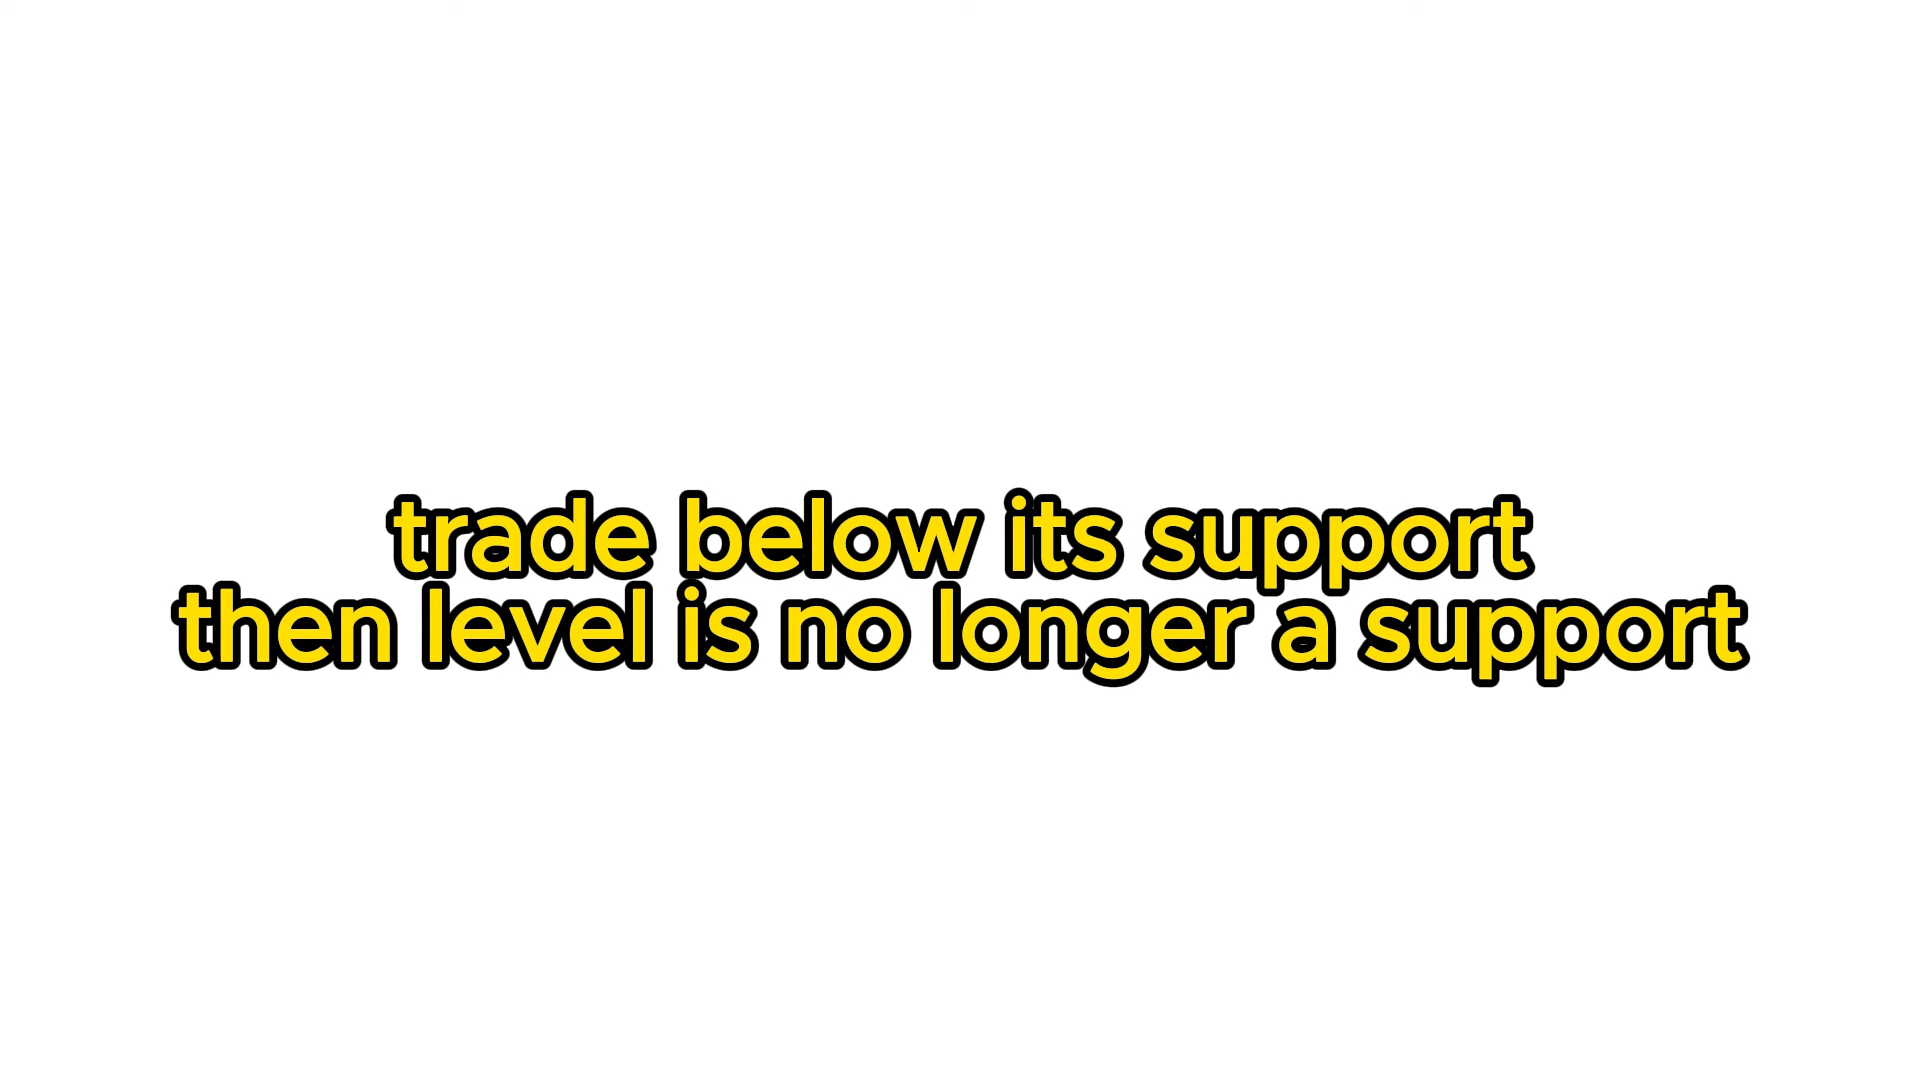 trade below its support
then level is no longer a support